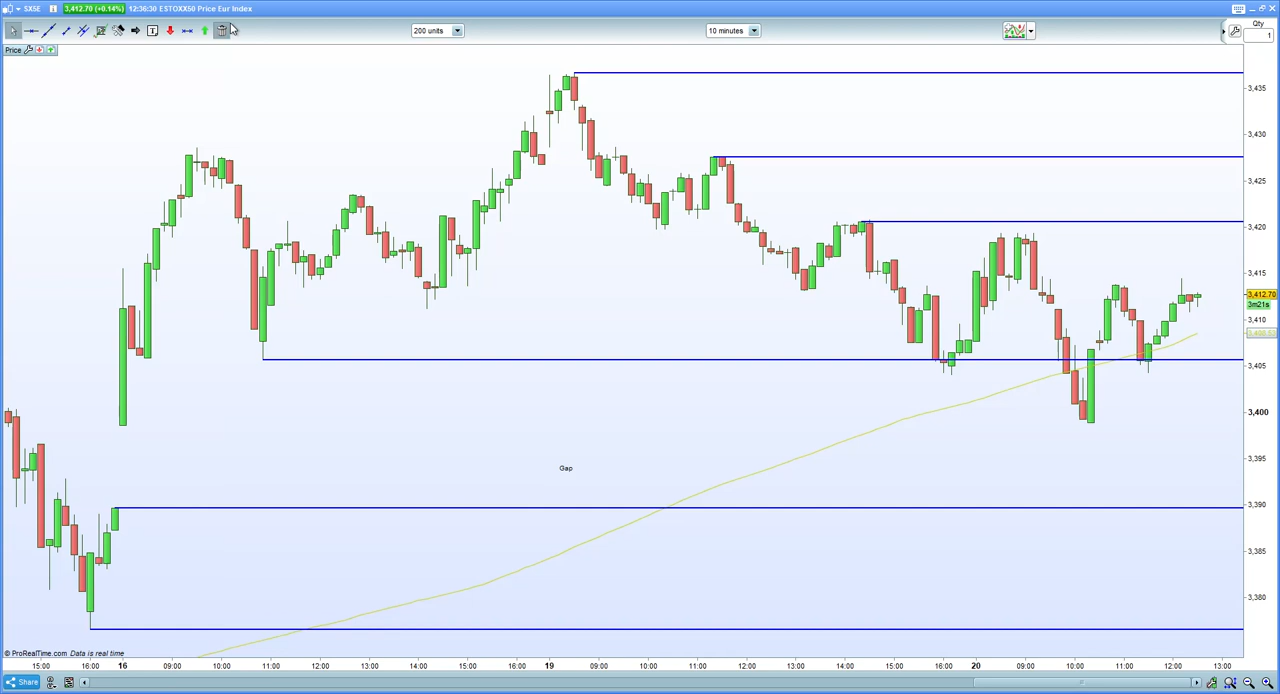 SX5E 3,412.70 (+0.14%) 12:36:30 ESTOXX50 Price Eur Index
200 units
10 minutes
Qty
1
Price
3,435
3,430
3,425
3,420
3,415
3,412.70
3m21s
3,410
3,405
3,400
3,395
Gap
3,390
3,385
3,380
© ProRealTime.com Data is real time
15:00 16:00 16 09:00 10:00 11:00 12:00 13:00 14:00 15:00 16:00 19 09:00 10:00 11:00 12:00 13:00 14:00 15:00 16:00 20 09:00 10:00 11:00 12:00 13:00
Share